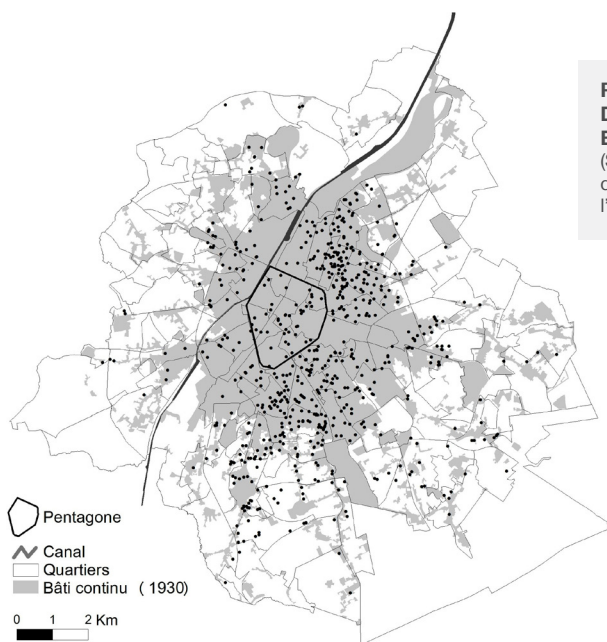 Pentagone
Canal
Quartiers
Bâti continu ( 1930)
0 1 2 Km